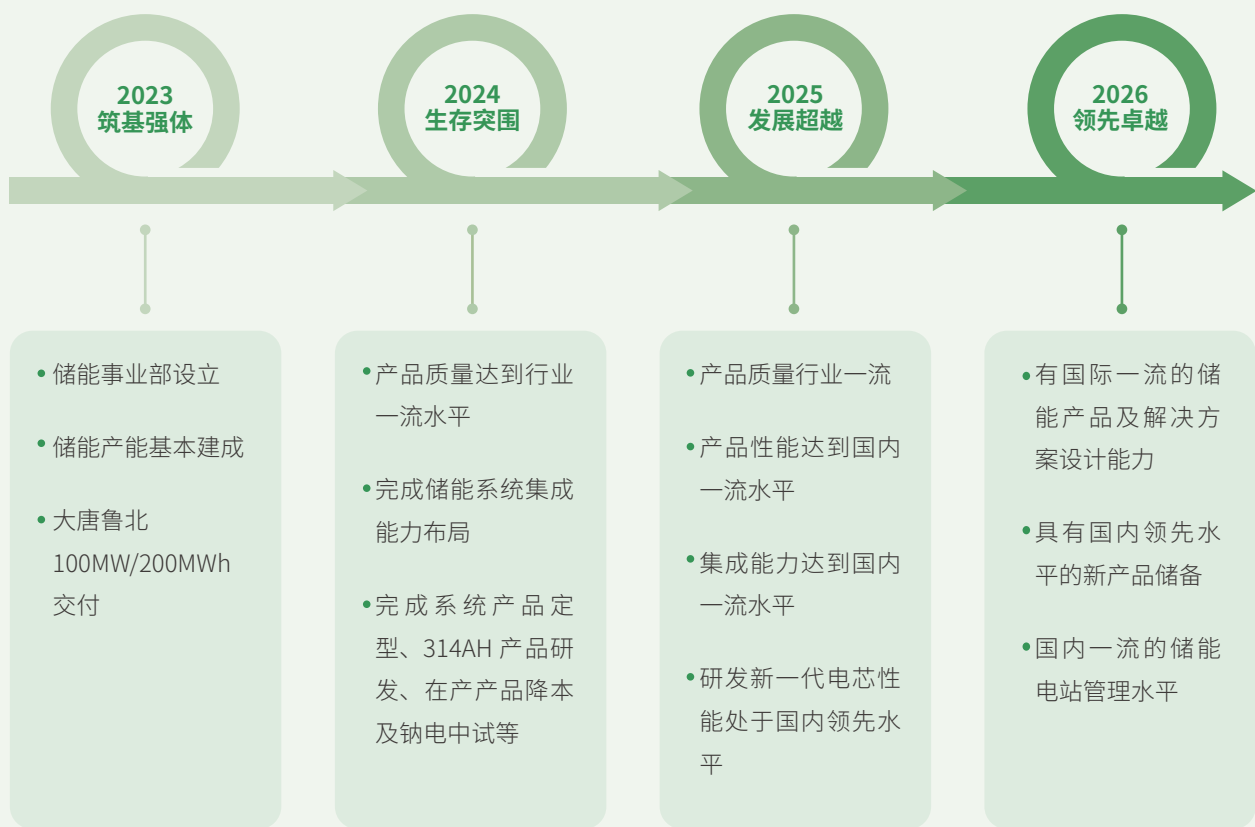 2023
筑基强体
2024
生存突围
2025
发展超越
2026
领先卓越
• 储能事业部设立
• 储能产能基本建成
• 大唐鲁北
100MW/200MWh
交付
• 产品质量达到行业
一流水平
• 完成储能系统集成
能力布局
• 完成系统产品定
型、314AH 产品研
发、在产产品降本
及钠电中试等
• 产品质量行业一流
• 产品性能达到国内
一流水平
• 集成能力达到国内
一流水平
• 研发新一代电芯性
能处于国内领先水
平
• 有国际一流的储
能产品及解决方
案设计能力
• 具有国内领先水
平的新产品储备
• 国内一流的储能
电站管理水平